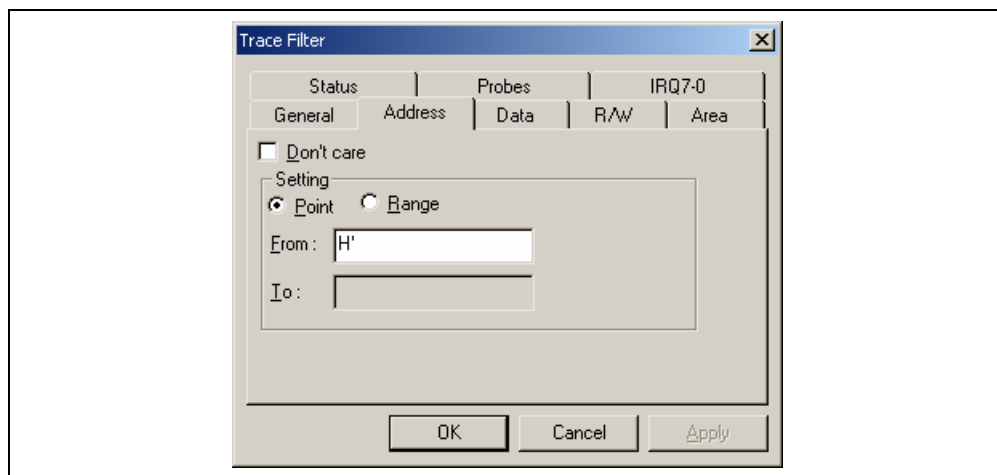 Trace Filter
Status Probes IRQ7-0
General Address Data R/W Area
Don't care
Setting
Point Range
From : H'
To :
OK Cancel Apply